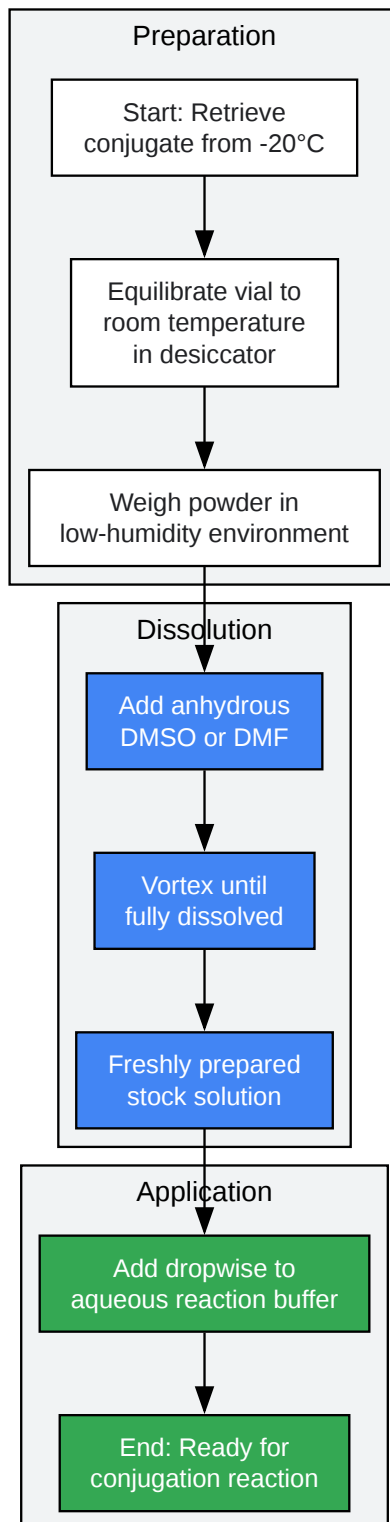 Preparation
Start: Retrieve
conjugate from -20°C
Equilibrate vial to
room temperature
in desiccator
Weigh powder in
low-humidity environment
Dissolution
Add anhydrous
DMSO or DMF
Vortex until
fully dissolved
Freshly prepared
stock solution
Application
Add dropwise to
aqueous reaction buffer
End: Ready for
conjugation reaction